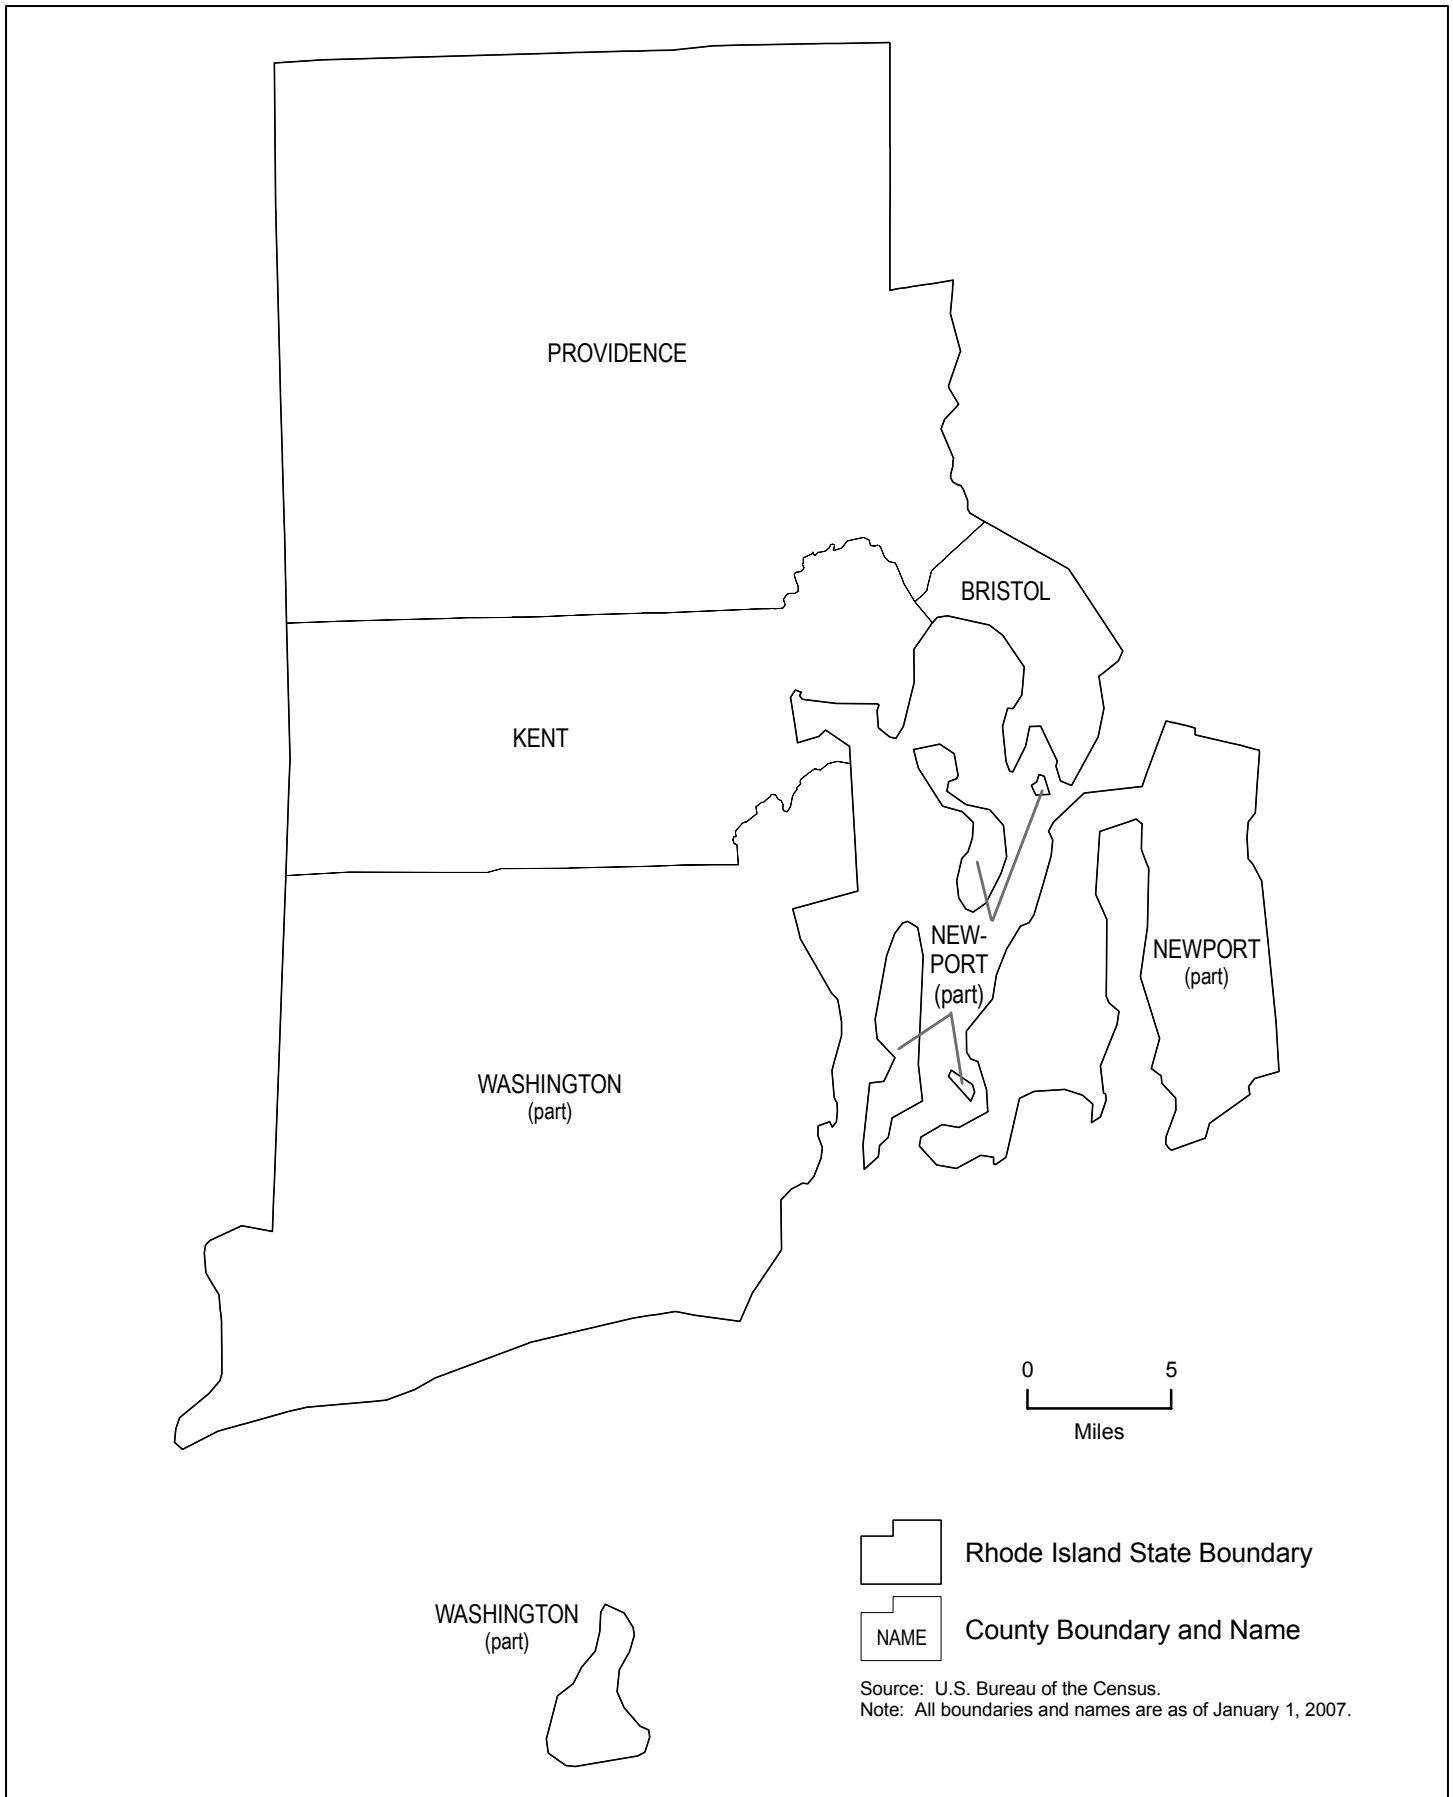 PROVIDENCE
BRISTOL
KENT
NEW-
PORT
(part)
NEWPORT
(part)
WASHINGTON
(part)
0 5
Miles
Rhode Island State Boundary
WASHINGTON
(part)
NAME
County Boundary and Name
Source: U.S. Bureau of the Census.
Note: All boundaries and names are as of January 1, 2007.